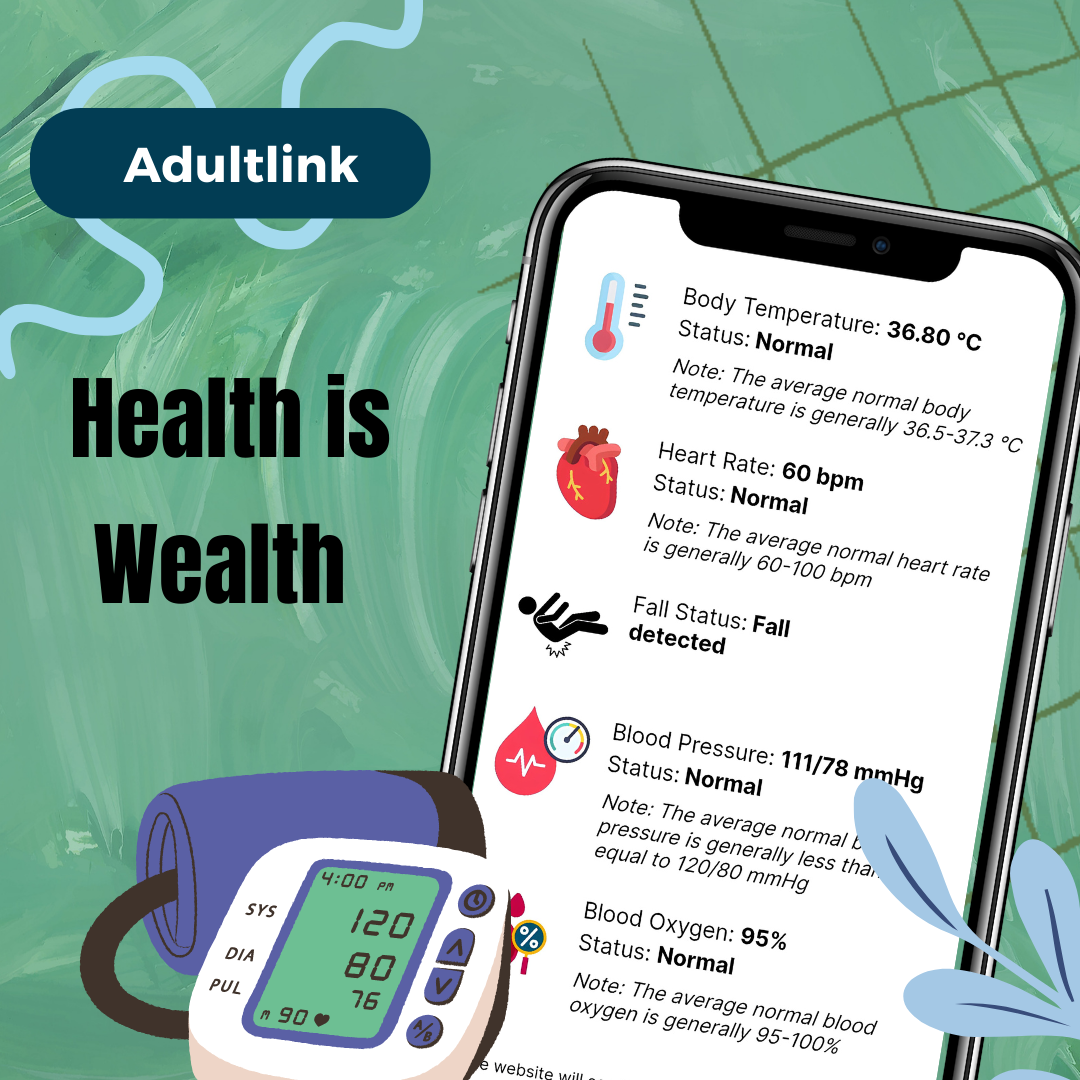 Adultlink
Health is
Wealth
Body Temperature: 36.80 °C
Status: Normal
Note: The average normal body
temperature is generally 36.5-37.3 °C
Heart Rate: 60 bpm
Status: Normal
Note: The average normal heart rate
is generally 60-100 bpm
Fall Status: Fall
detected
Blood Pressure: 111/78 mmHg
Status: Normal
Note: The average normal
pressure is generally less than
equal to 120/80 mmHg
%
Blood Oxygen: 95%
Status: Normal
Note: The average normal blood
oxygen is generally 95-100%
website will
4:00 PM
SYS 120
DIA 80
PUL 76
M 90
A/B